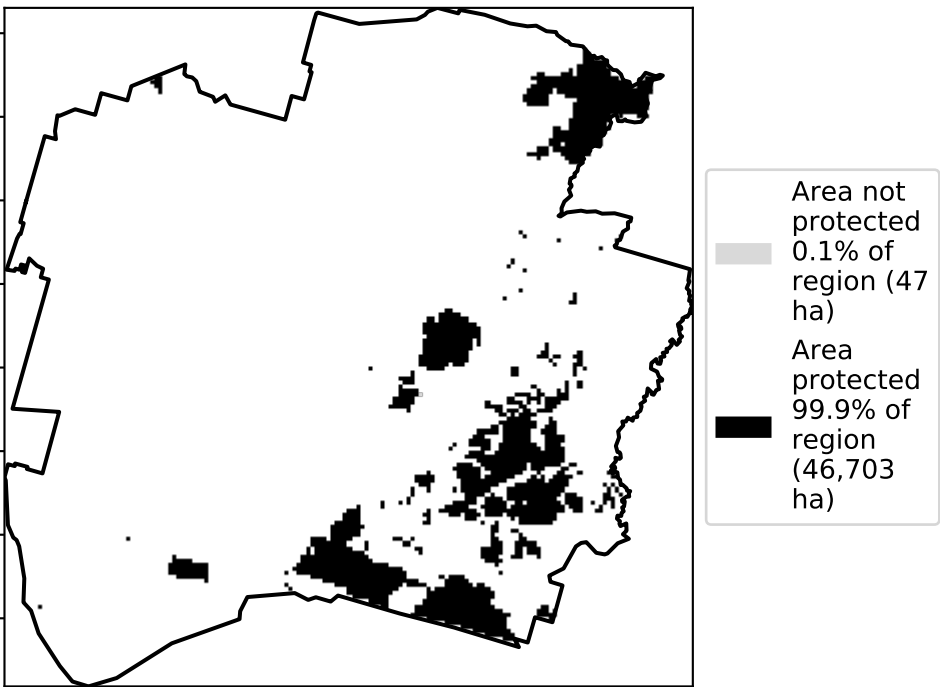 Area not
protected
0.1% of
region (47
ha)
Area
protected
99.9% of
region
(46,703
ha)